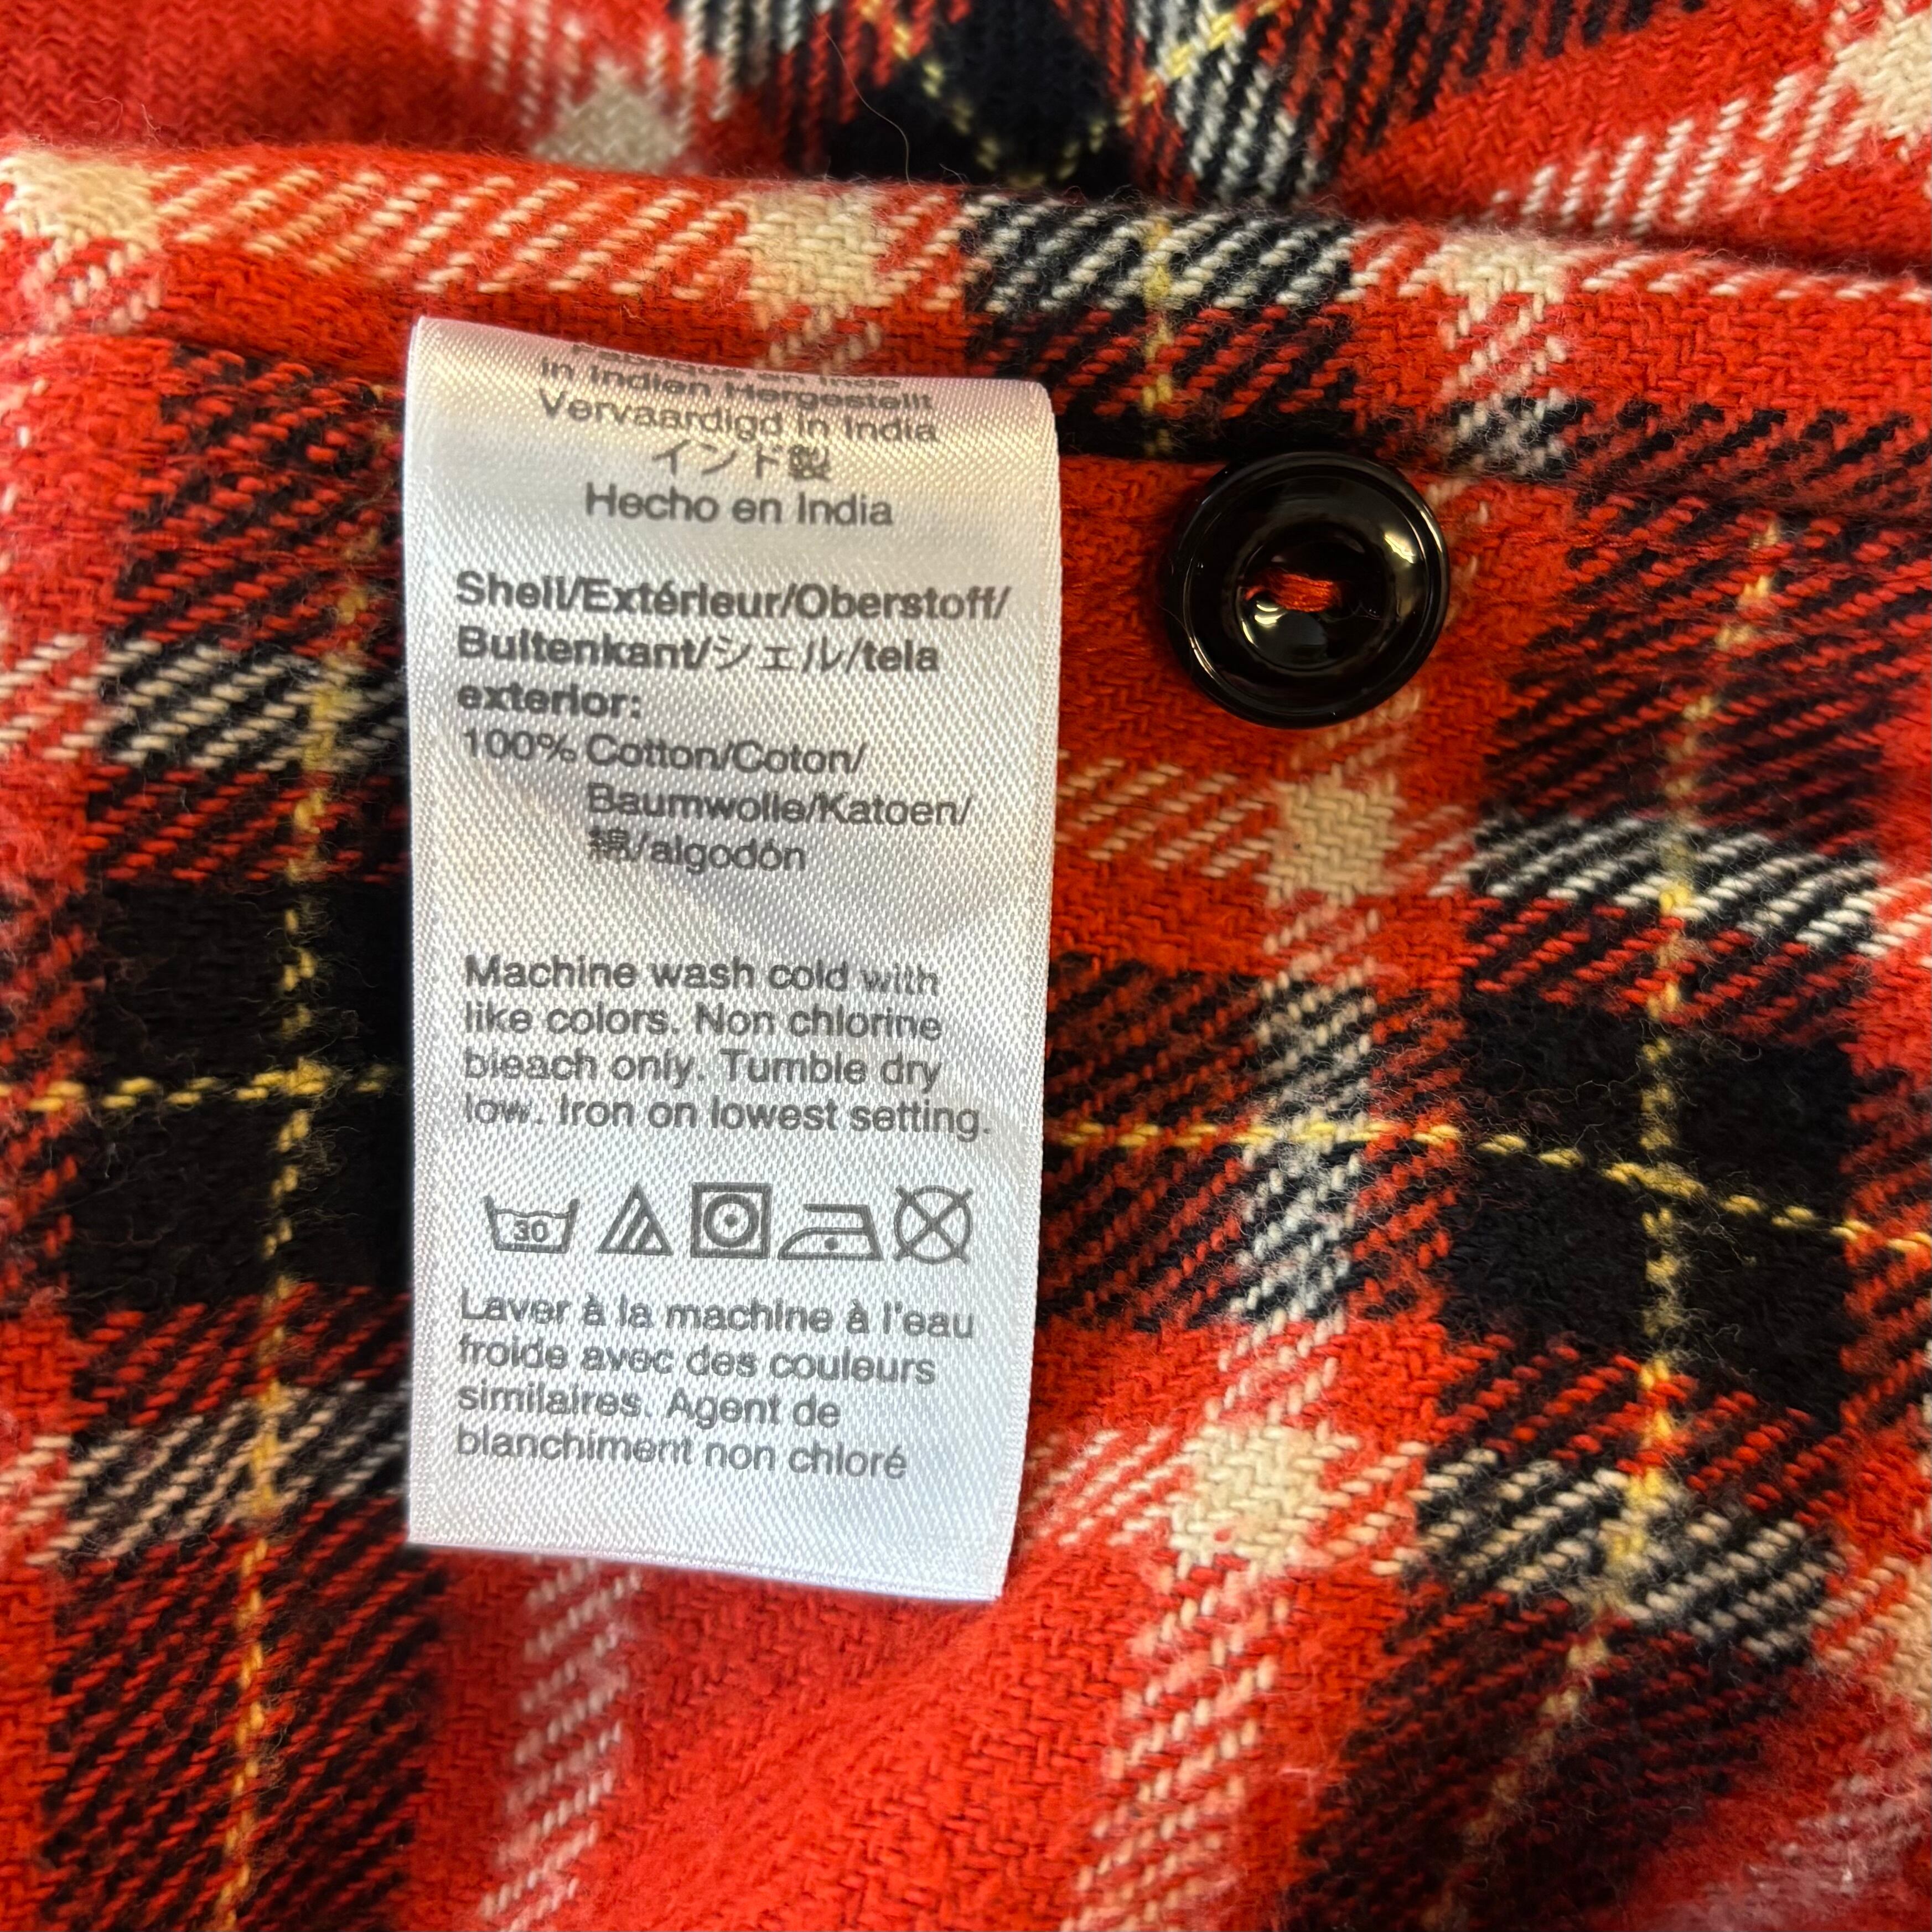 Fabriqué en Inde
in Indien Hergestellt
Vervaardigd in India
インド製
Hecho en India
Shell/Extérieur/Oberstoff/
Buitenkant/シェル/tela
exterior:
100% Cotton/Coton/
Baumwolle/Katoen/
綿/algodón
Machine wash cold with
like colors. Non chlorine
bleach only. Tumble dry
low. Iron on lowest setting.
30
Laver à la machine à l'eau
froide avec des couleurs
similaires. Agent de
blanchiment non chloré